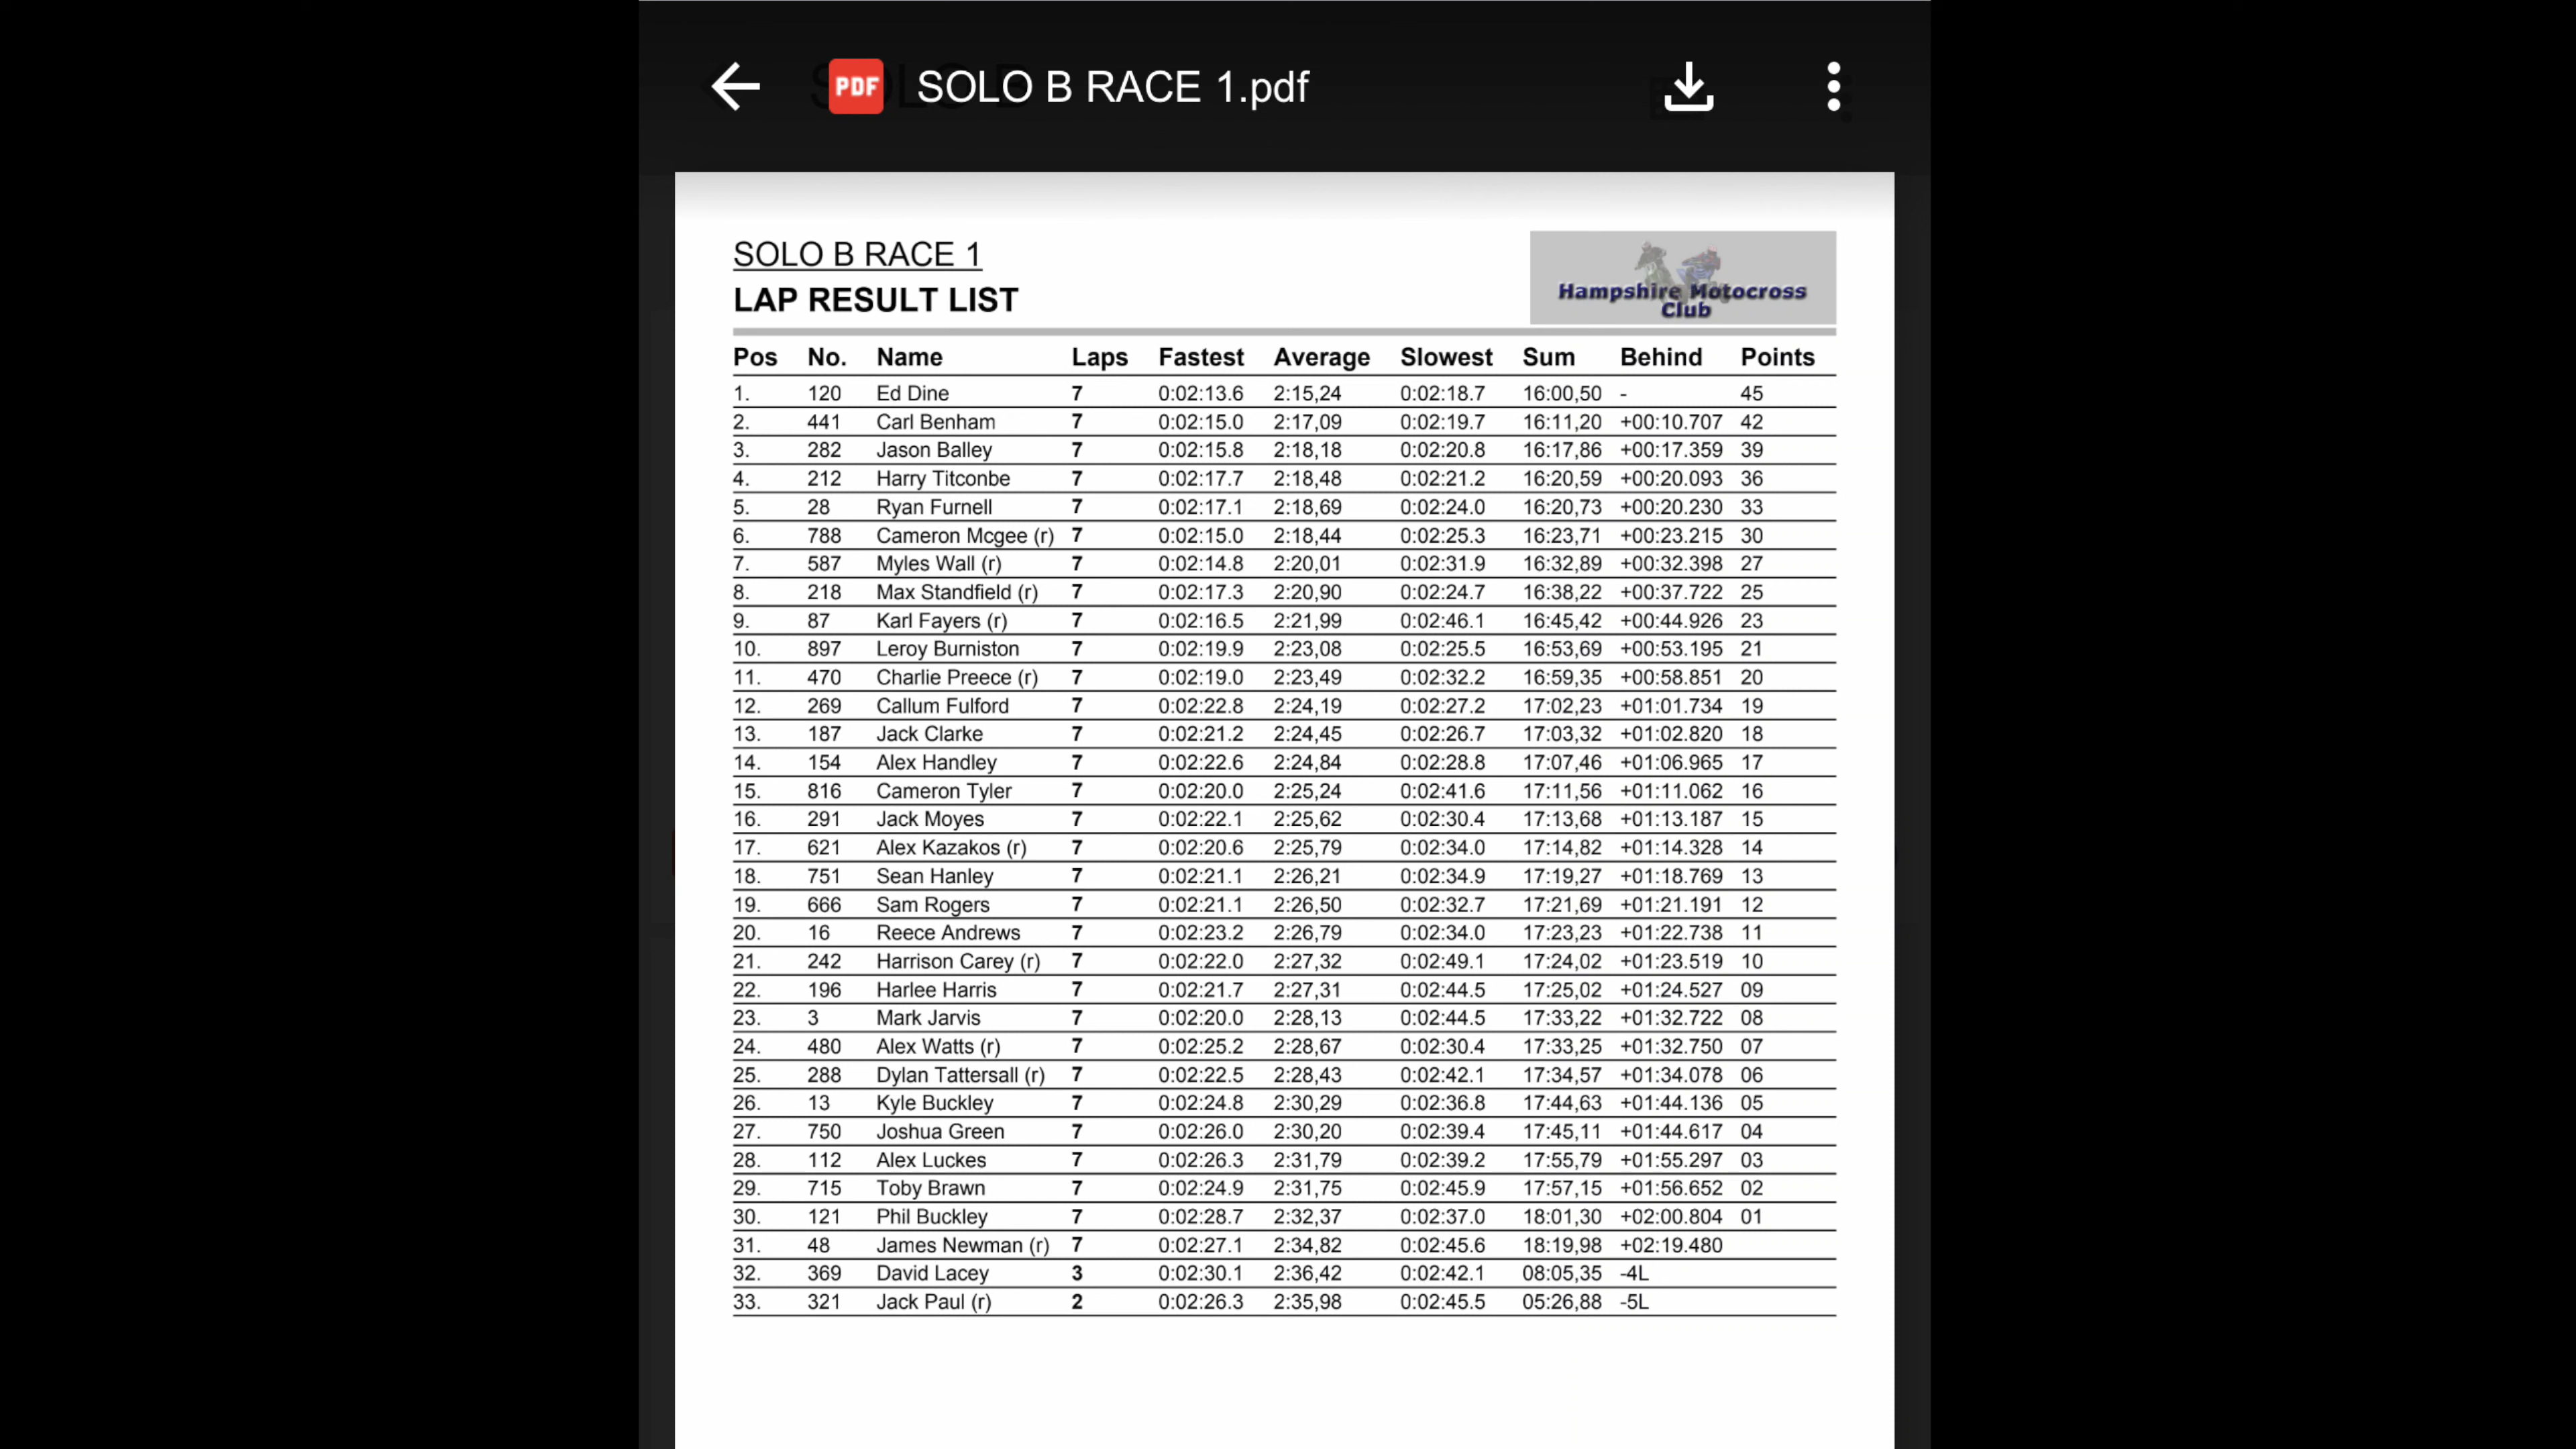 PDF SOLO B RACE 1.pdf
SOLO B RACE 1
LAP RESULT LIST
Hampshire Motocross
Club
Pos No. Name Laps Fastest Average Slowest Sum Behind Points
1. 120 Ed Dine 7 0:02:13.6 2:15,24 0:02:18.7 16:00,50 - 45
2. 441 Carl Benham 7 0:02:15.0 2:17,09 0:02:19.7 16:11,20 +00:10.707 42
3. 282 Jason Balley 7 0:02:15.8 2:18,18 0:02:20.8 16:17,86 +00:17.359 39
4. 212 Harry Titconbe 7 0:02:17.7 2:18,48 0:02:21.2 16:20,59 +00:20.093 36
5. 28 Ryan Furnell 7 0:02:17.1 2:18,69 0:02:24.0 16:20,73 +00:20.230 33
6. 788 Cameron Mcgee (r) 7 0:02:15.0 2:18,44 0:02:25.3 16:23,71 +00:23.215 30
7. 587 Myles Wall (r) 7 0:02:14.8 2:20,01 0:02:31.9 16:32,89 +00:32.398 27
8. 218 Max Standfield (r) 7 0:02:17.3 2:20,90 0:02:24.7 16:38,22 +00:37.722 25
9. 87 Karl Fayers (r) 7 0:02:16.5 2:21,99 0:02:46.1 16:45,42 +00:44.926 23
10. 897 Leroy Burniston 7 0:02:19.9 2:23,08 0:02:25.5 16:53,69 +00:53.195 21
11. 470 Charlie Preece (r) 7 0:02:19.0 2:23,49 0:02:32.2 16:59,35 +00:58.851 20
12. 269 Callum Fulford 7 0:02:22.8 2:24,19 0:02:27.2 17:02,23 +01:01.734 19
13. 187 Jack Clarke 7 0:02:21.2 2:24,45 0:02:26.7 17:03,32 +01:02.820 18
14. 154 Alex Handley 7 0:02:22.6 2:24,84 0:02:28.8 17:07,46 +01:06.965 17
15. 816 Cameron Tyler 7 0:02:20.0 2:25,24 0:02:41.6 17:11,56 +01:11.062 16
16. 291 Jack Moyes 7 0:02:22.1 2:25,62 0:02:30.4 17:13,68 +01:13.187 15
17. 621 Alex Kazakos (r) 7 0:02:20.6 2:25,79 0:02:34.0 17:14,82 +01:14.328 14
18. 751 Sean Hanley 7 0:02:21.1 2:26,21 0:02:34.9 17:19,27 +01:18.769 13
19. 666 Sam Rogers 7 0:02:21.1 2:26,50 0:02:32.7 17:21,69 +01:21.191 12
20. 16 Reece Andrews 7 0:02:23.2 2:26,79 0:02:34.0 17:23,23 +01:22.738 11
21. 242 Harrison Carey (r) 7 0:02:22.0 2:27,32 0:02:49.1 17:24,02 +01:23.519 10
22. 196 Harlee Harris 7 0:02:21.7 2:27,31 0:02:44.5 17:25,02 +01:24.527 09
23. 3 Mark Jarvis 7 0:02:20.0 2:28,13 0:02:44.5 17:33,22 +01:32.722 08
24. 480 Alex Watts (r) 7 0:02:25.2 2:28,67 0:02:30.4 17:33,25 +01:32.750 07
25. 288 Dylan Tattersall (r) 7 0:02:22.5 2:28,43 0:02:42.1 17:34,57 +01:34.078 06
26. 13 Kyle Buckley 7 0:02:24.8 2:30,29 0:02:36.8 17:44,63 +01:44.136 05
27. 750 Joshua Green 7 0:02:26.0 2:30,20 0:02:39.4 17:45,11 +01:44.617 04
28. 112 Alex Luckes 7 0:02:26.3 2:31,79 0:02:39.2 17:55,79 +01:55.297 03
29. 715 Toby Brawn 7 0:02:24.9 2:31,75 0:02:45.9 17:57,15 +01:56.652 02
30. 121 Phil Buckley 7 0:02:28.7 2:32,37 0:02:37.0 18:01,30 +02:00.804 01
31. 48 James Newman (r) 7 0:02:27.1 2:34,82 0:02:45.6 18:19,98 +02:19.480
32. 369 David Lacey 3 0:02:30.1 2:36,42 0:02:42.1 08:05,35 -4L
33. 321 Jack Paul (r) 2 0:02:26.3 2:35,98 0:02:45.5 05:26,88 -5L